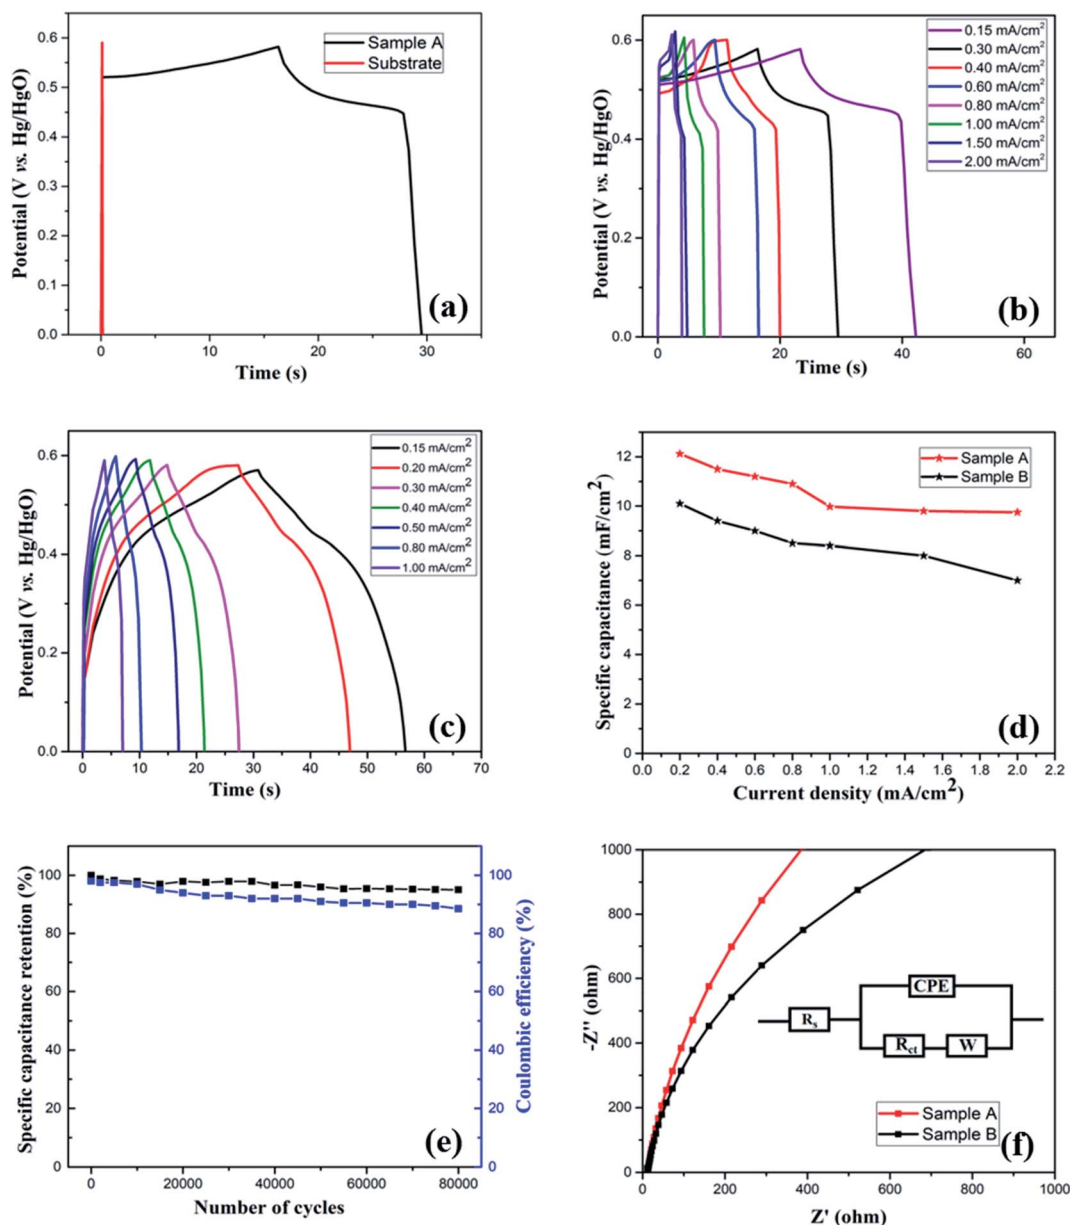 0.6
0.5
0.4
0.3
0.2
0.1
0.0
Potential (V vs. Hg/HgO)
Sample A
Substrate
(a)
0
10
20
30
Time (s)
0.6
0.4
0.2
0.0
Potential (V vs. Hg/HgO)
0.15 mA/cm2
0.30 mA/cm2
0.40 mA/cm2
0.60 mA/cm2
0.80 mA/cm2
1.00 mA/cm2
1.50 mA/cm2
2.00 mA/cm2
(b)
0
20
40
60
Time (s)
0.6
0.4
0.2
0.0
Potential (V vs. Hg/HgO)
0.15 mA/cm2
0.20 mA/cm2
0.30 mA/cm2
0.40 mA/cm2
0.50 mA/cm2
0.80 mA/cm2
1.00 mA/cm2
(c)
0
10
20
30
40
50
60
70
Time (s)
12
10
8
6
4
2
0
Specific capacitance (mF/cm2)
Sample A
Sample B
(d)
0.0
0.2
0.4
0.6
0.8
1.0
1.2
1.4
1.6
1.8
2.0
2.2
Current density (mA/cm2)
100
80
60
40
20
0
Specific capacitance retention (%)
100
80
60
40
20
0
Coulombic efficiency (%)
(e)
0
20000
40000
60000
80000
Number of cycles
1000
800
600
400
200
0
-Z'' (ohm)
CPE
Rs
Rct
W
Sample A
Sample B
(f)
0
200
400
600
800
1000
Z' (ohm)